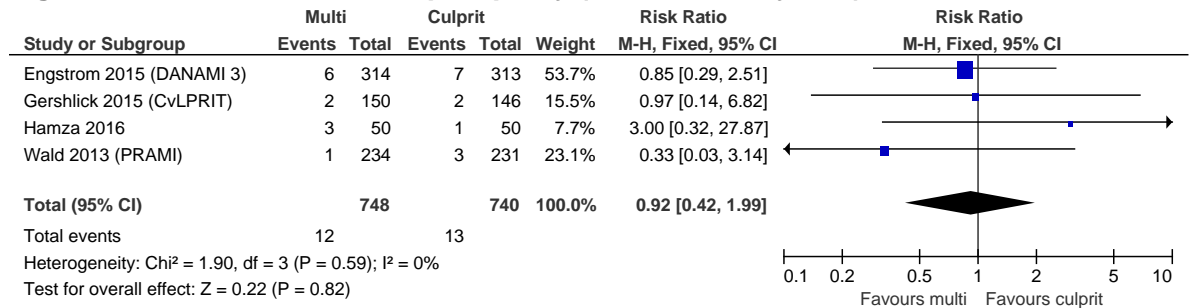 Multi Culprit Risk Ratio Risk Ratio
Study or Subgroup Events Total Events Total Weight M-H, Fixed, 95% CI M-H, Fixed, 95% CI
Engstrom 2015 (DANAMI 3) 6 314 7 313 53.7% 0.85 [0.29, 2.51]
Gershlick 2015 (CvLPRIT) 2 150 2 146 15.5% 0.97 [0.14, 6.82]
Hamza 2016 3 50 1 50 7.7% 3.00 [0.32, 27.87]
Wald 2013 (PRAMI) 1 234 3 231 23.1% 0.33 [0.03, 3.14]
Total (95% CI) 748 740 100.0% 0.92 [0.42, 1.99]
Total events 12 13
Heterogeneity: Chi² = 1.90, df = 3 (P = 0.59); I² = 0%
Test for overall effect: Z = 0.22 (P = 0.82)
0.1 0.2 0.5 1 2 5 10
Favours multi Favours culprit